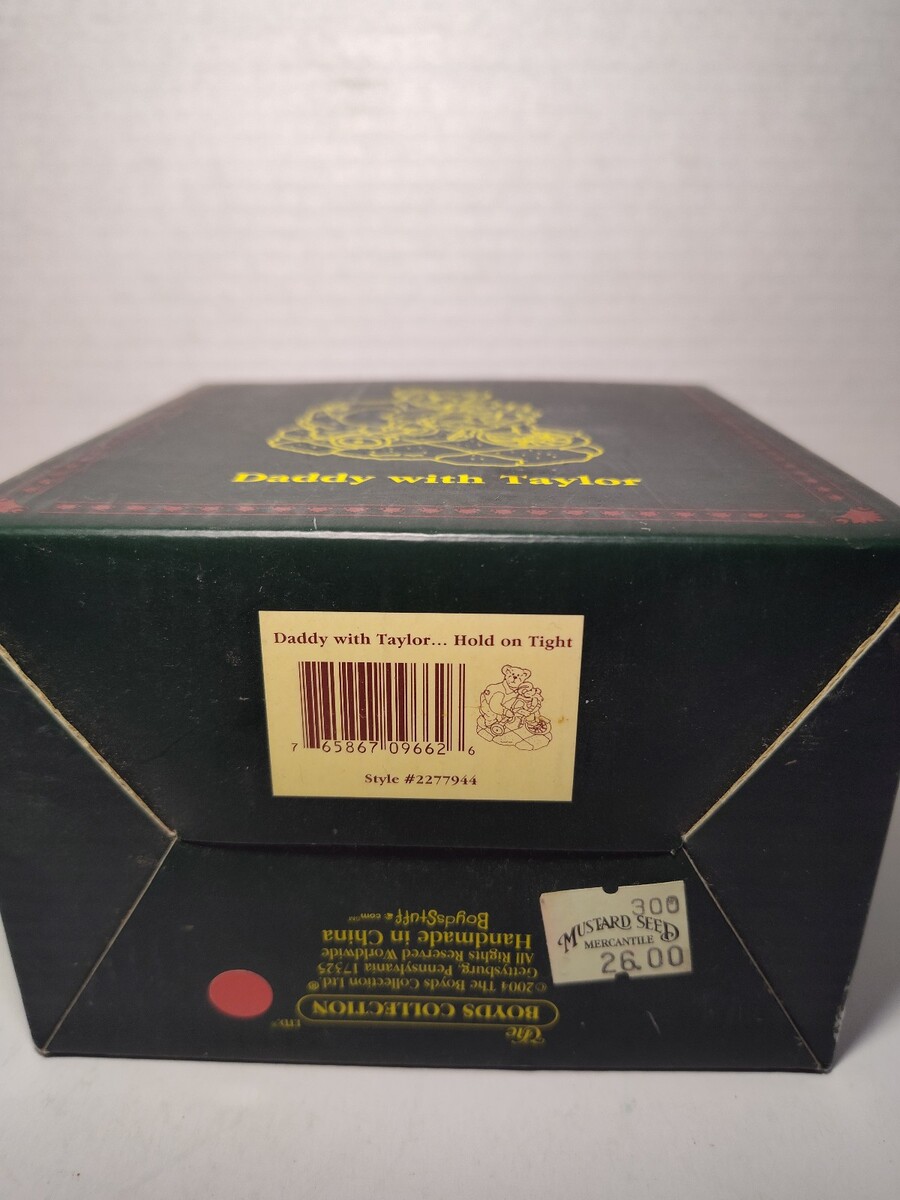 Daddy with Taylor
Daddy with Taylor... Hold on Tight
7 65867 09662 6
Style #2277944
300
MUSTARD SEED
MERCANTILE
26.00
The
BOYDS COLLECTION
LTD.®
©2004 The Boyds Collection Ltd.®
Gettysburg, Pennsylvania 17325
All Rights Reserved Worldwide
Handmade in China
BoydsStuff.com